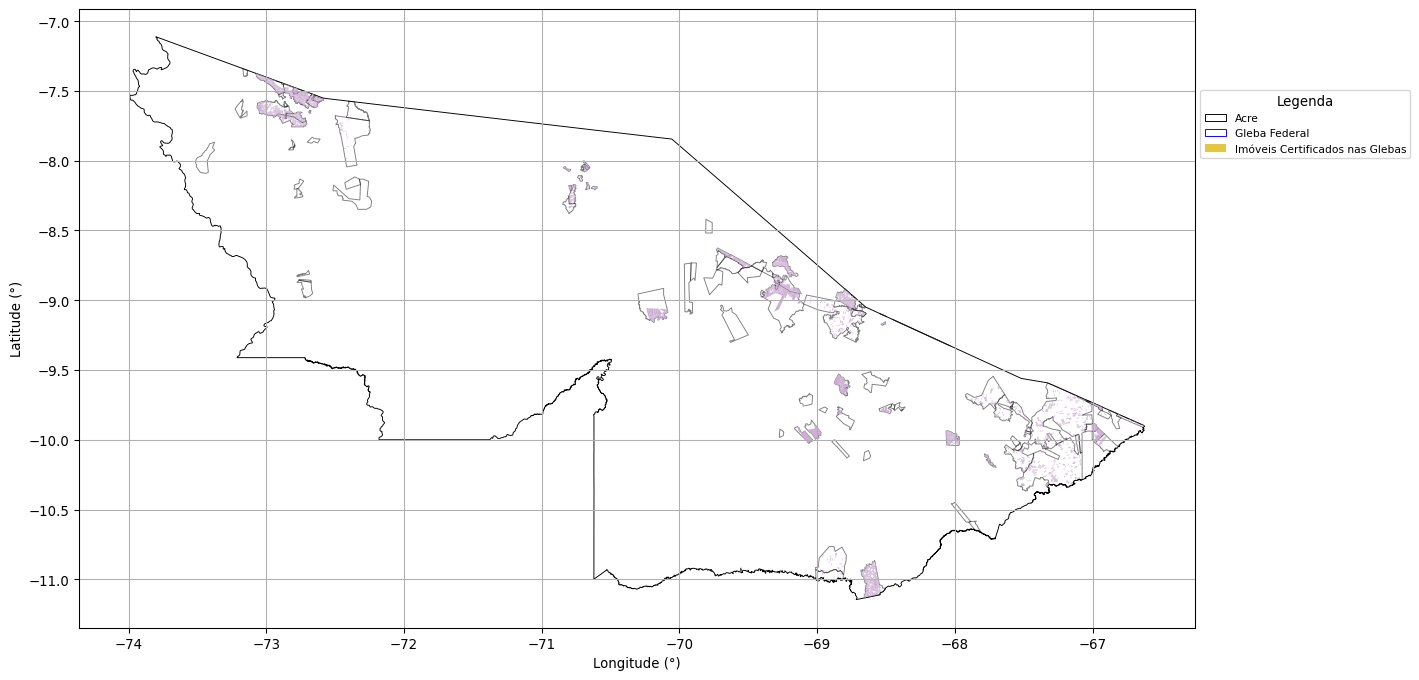 −7.0
−7.5
−8.0
−8.5
−9.0
−9.5
−10.0
−10.5
−11.0
Latitude (°)
−74
−73
−72
−71
−70
−69
−68
−67
Longitude (°)
Legenda
Acre
Gleba Federal
Imóveis Certificados nas Glebas